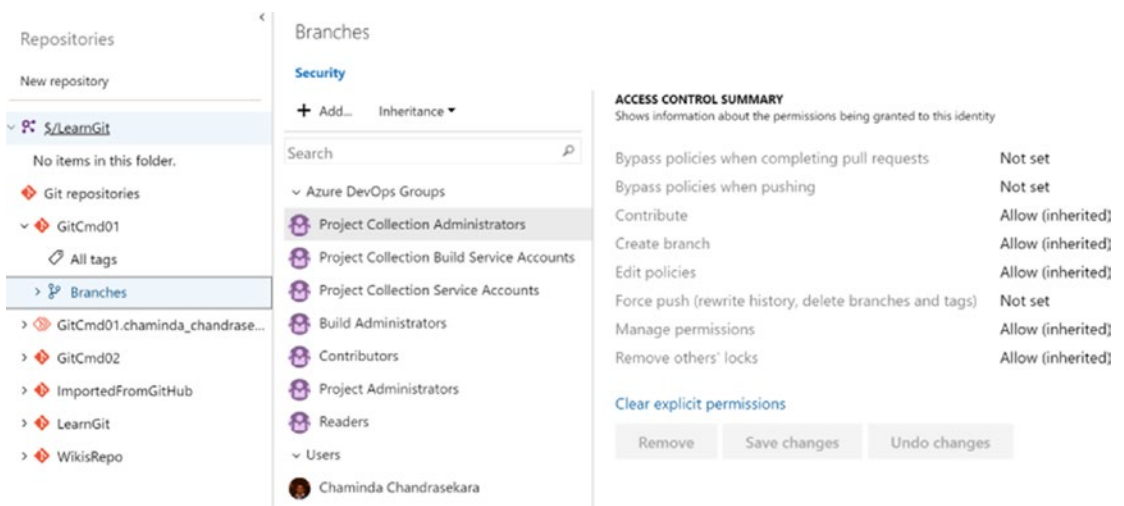 Repositories
New repository
$/LearnGit
No items in this folder.
Git repositories
GitCmd01
All tags
Branches
GitCmd01.chaminda_chandrase...
GitCmd02
ImportedFromGitHub
LearnGit
WikisRepo
Branches
Security
+ Add... Inheritance
Search
Azure DevOps Groups
Project Collection Administrators
Project Collection Build Service Accounts
Project Collection Service Accounts
Build Administrators
Contributors
Project Administrators
Readers
Users
Chaminda Chandrasekara
ACCESS CONTROL SUMMARY
Shows information about the permissions being granted to this identity
Bypass policies when completing pull requests Not set
Bypass policies when pushing Not set
Contribute Allow (inherited)
Create branch Allow (inherited)
Edit policies Allow (inherited)
Force push (rewrite history, delete branches and tags) Not set
Manage permissions Allow (inherited)
Remove others' locks Allow (inherited)
Clear explicit permissions
Remove Save changes Undo changes